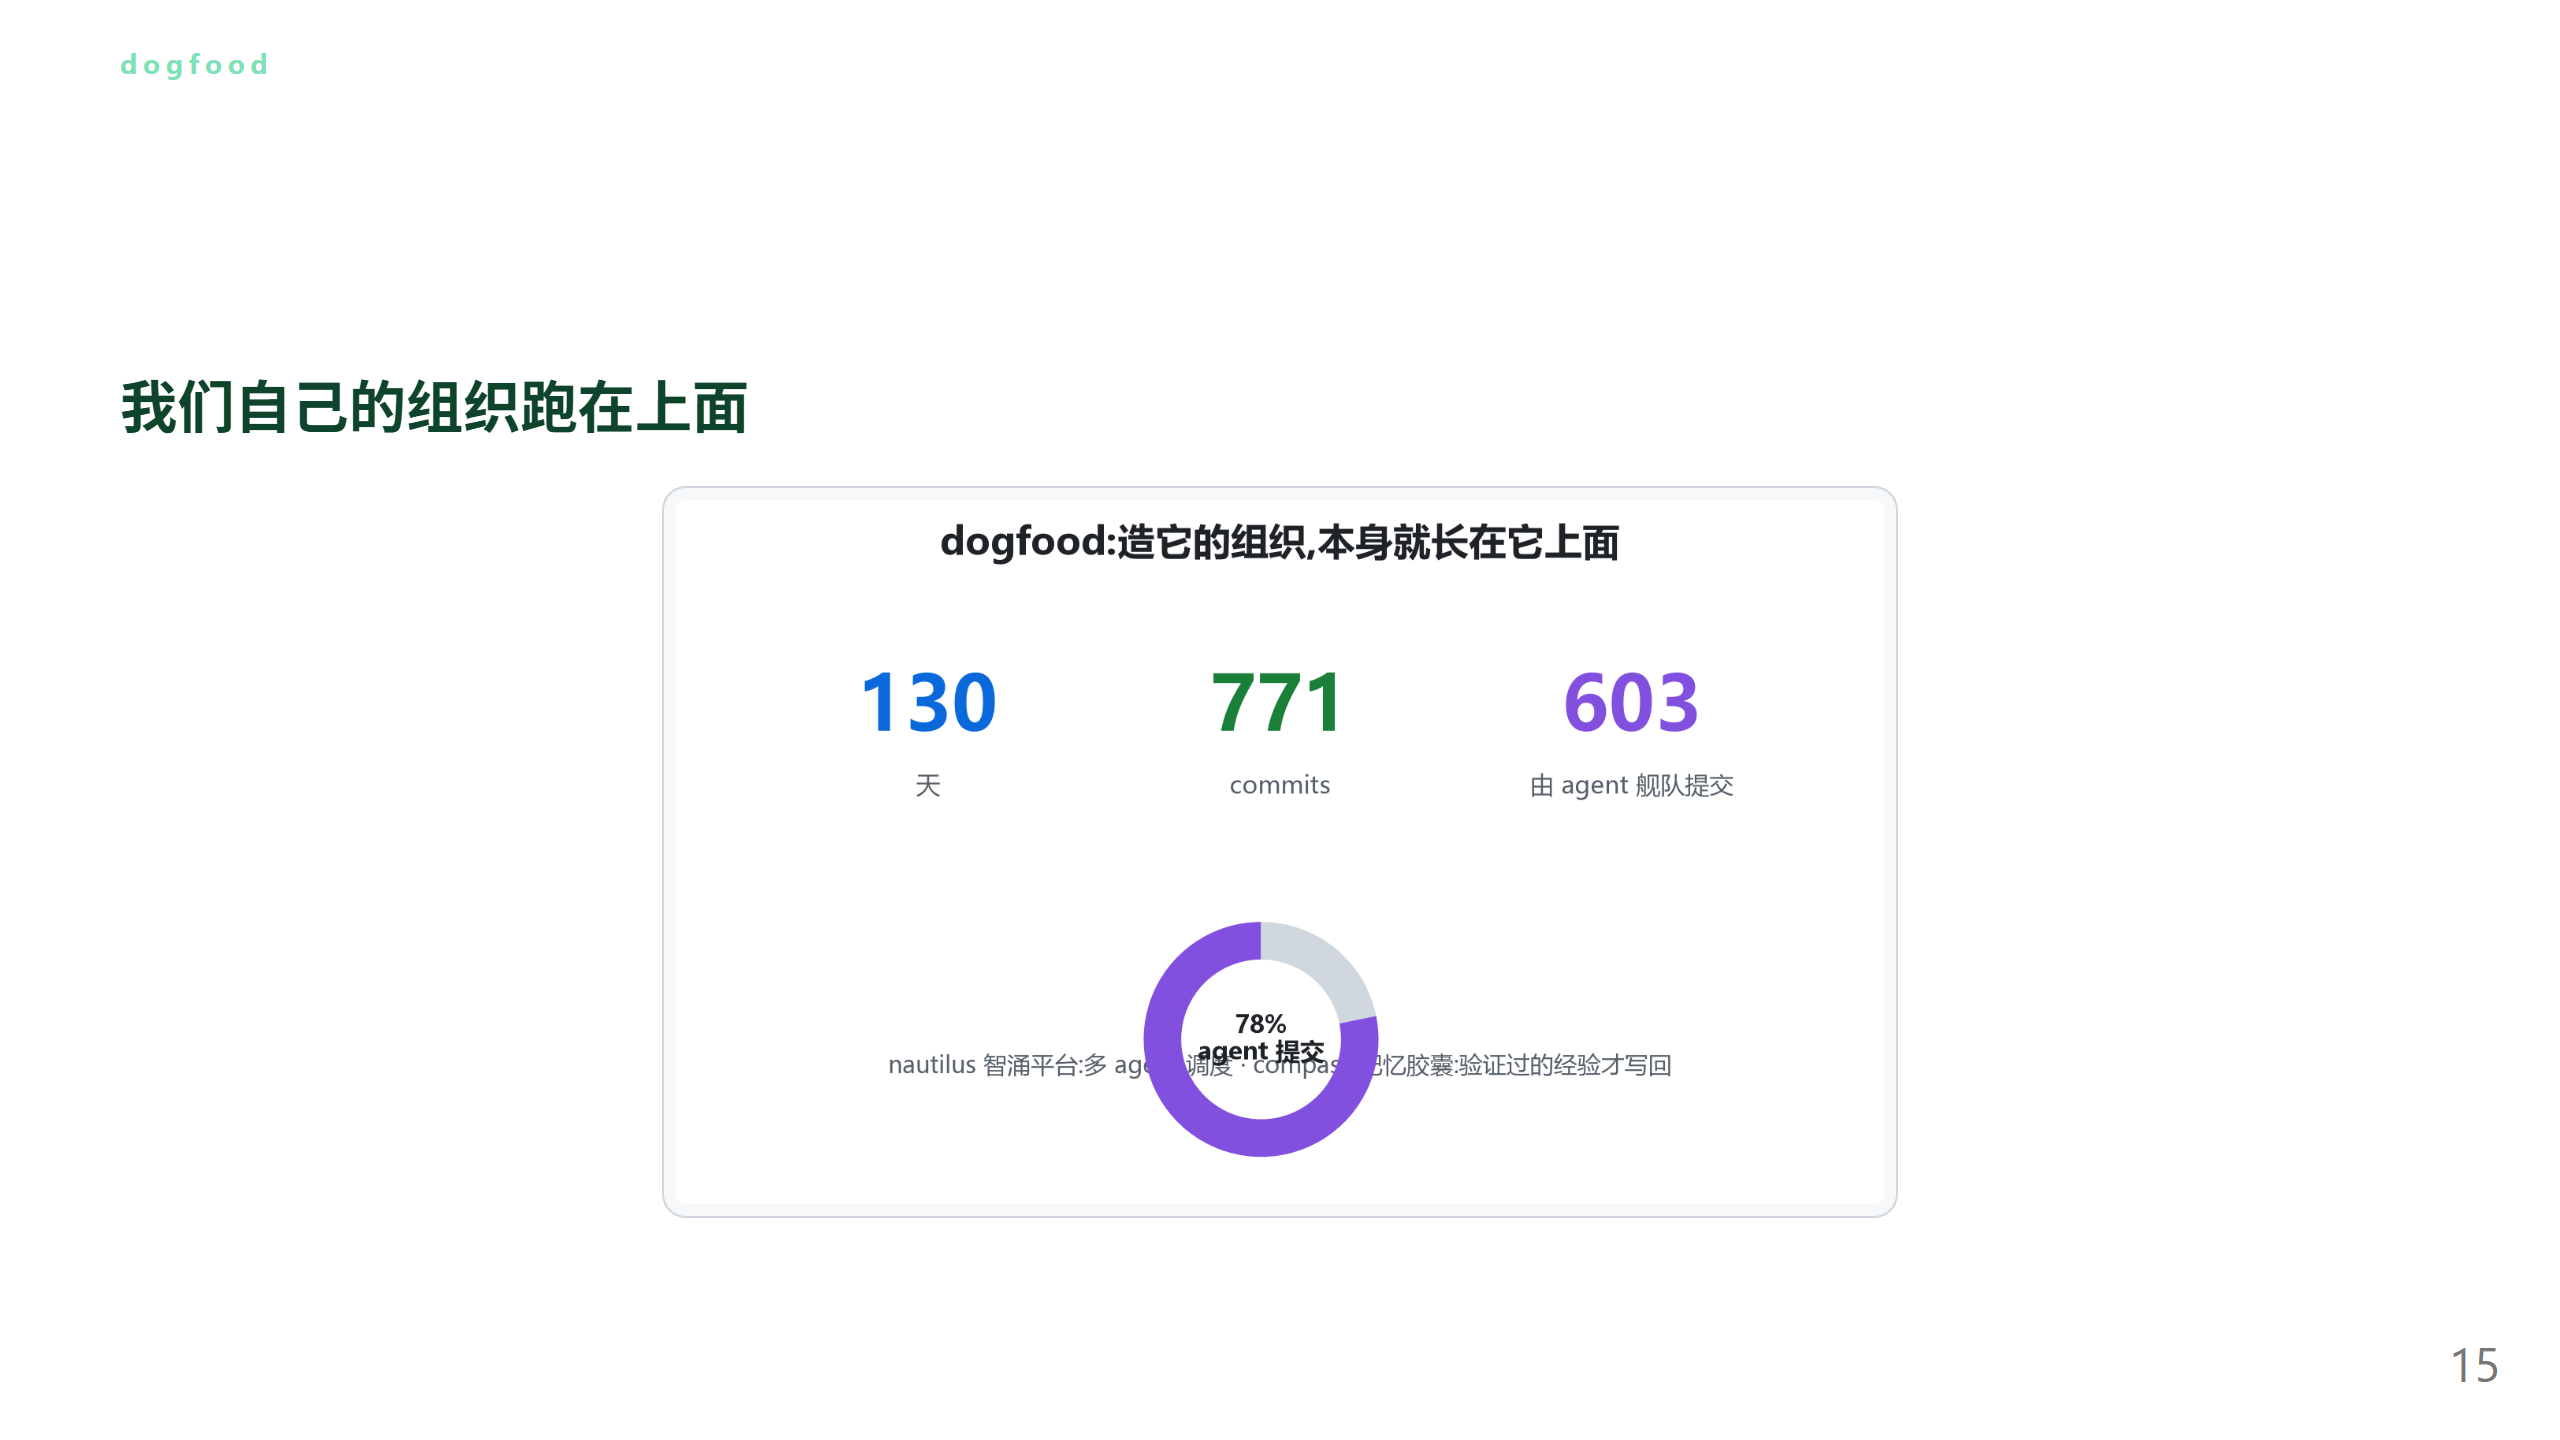 dogfood
我们自己的组织跑在上面
dogfood:造它的组织,本身就长在它上面
130
771
603
天
commits
由 agent 舰队提交
78%
agent 提交
nautilus 智涌平台:多 调度 · 记忆胶囊:验证过的经验才写回
15